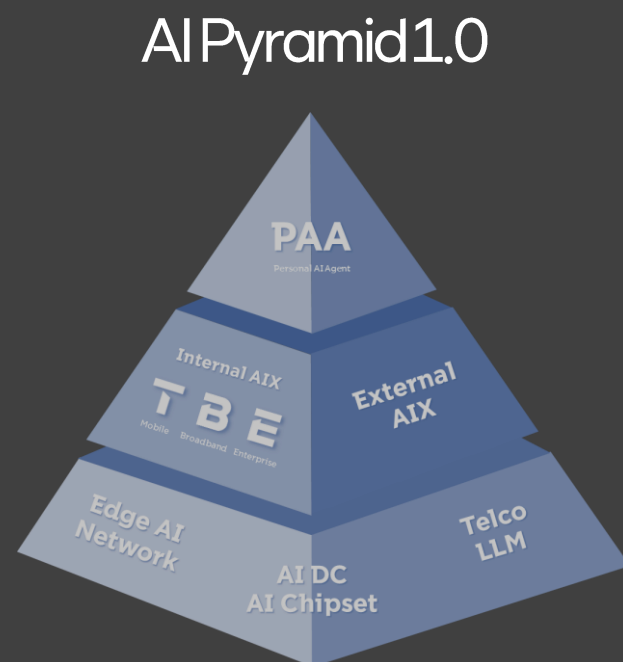 AI Pyramid 1.0
PAA
Personal AI Agent
Internal AIX
T B E
Mobile Broadband Enterprise
External
AIX
Edge AI
Network
AI DC
AI Chipset
Telco
LLM